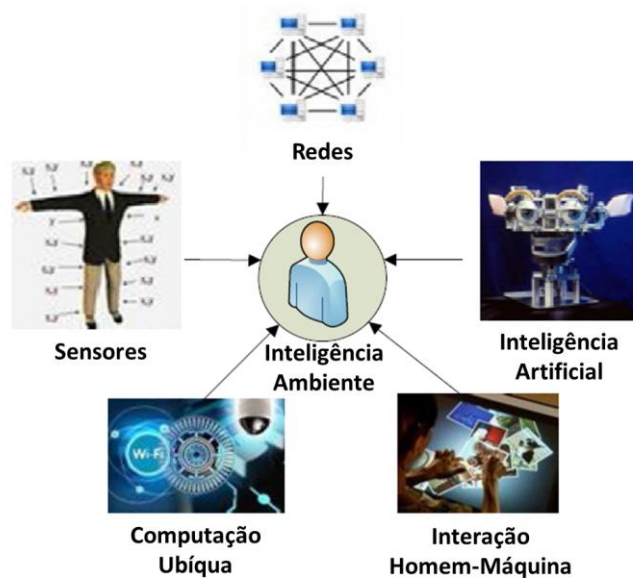 Redes
Sensores
Inteligência
Ambiente
Inteligência
Artificial
Wi-Fi
Computação
Ubíqua
Interação
Homem-Máquina